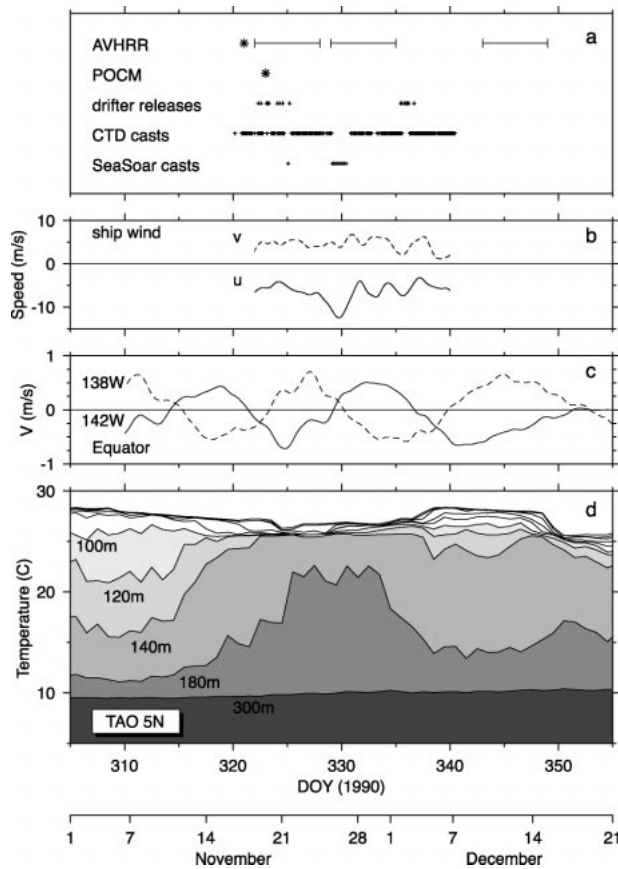 AVHRR
a
POCM
drifter releases
CTD casts
SeaSoar casts
10
ship wind
v
b
Speed (m/s)
0
u
-10
1
138W
c
V (m/s)
0
142W
Equator
-1
30
d
100m
120m
Temperature (C)
20
140m
180m
10
300m
TAO 5N
310 320 330 340 350
DOY (1990)
1 7 14 21 28 1 7 14 21
November December